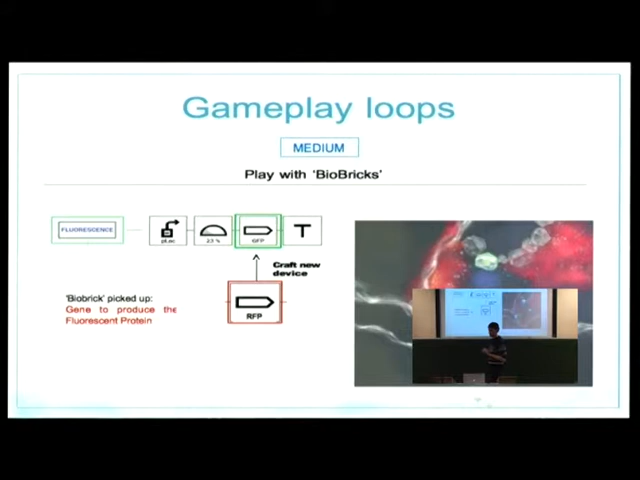 Gameplay loops
MEDIUM
Play with 'BioBricks'
FLUORESCENCE
pLac
23 %
GFP
T
Craft new
device
'Biobrick' picked up:
Gene to produce the
Fluorescent Protein
RFP